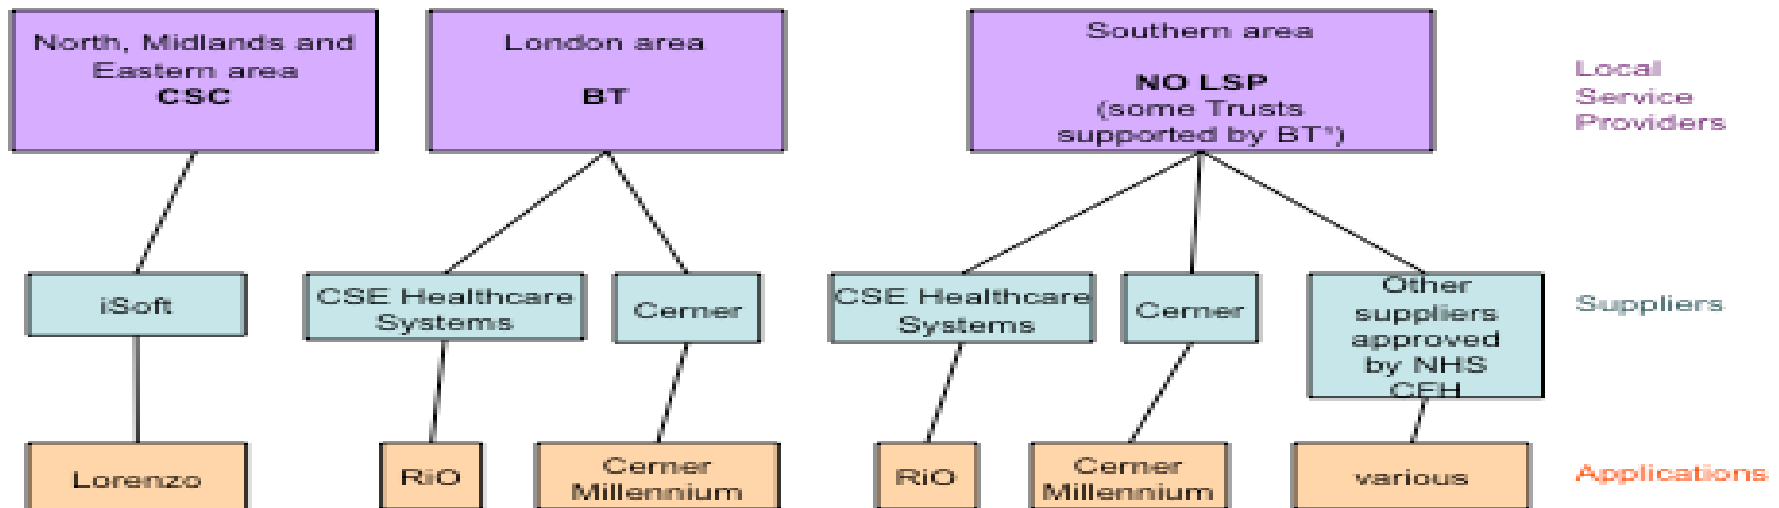 North, Midlands and
Eastern area
CSC
London area
BT
Southern area
NO LSP
(some Trusts
supported by BT¹)
Local
Service
Providers
iSoft
CSE Healthcare
Systems
Cerner
CSE Healthcare
Systems
Cerner
Other
suppliers
approved
by NHS
CFH
Suppliers
Lorenzo
RiO
Cerner
Millennium
RiO
Cerner
Millennium
various
Applications